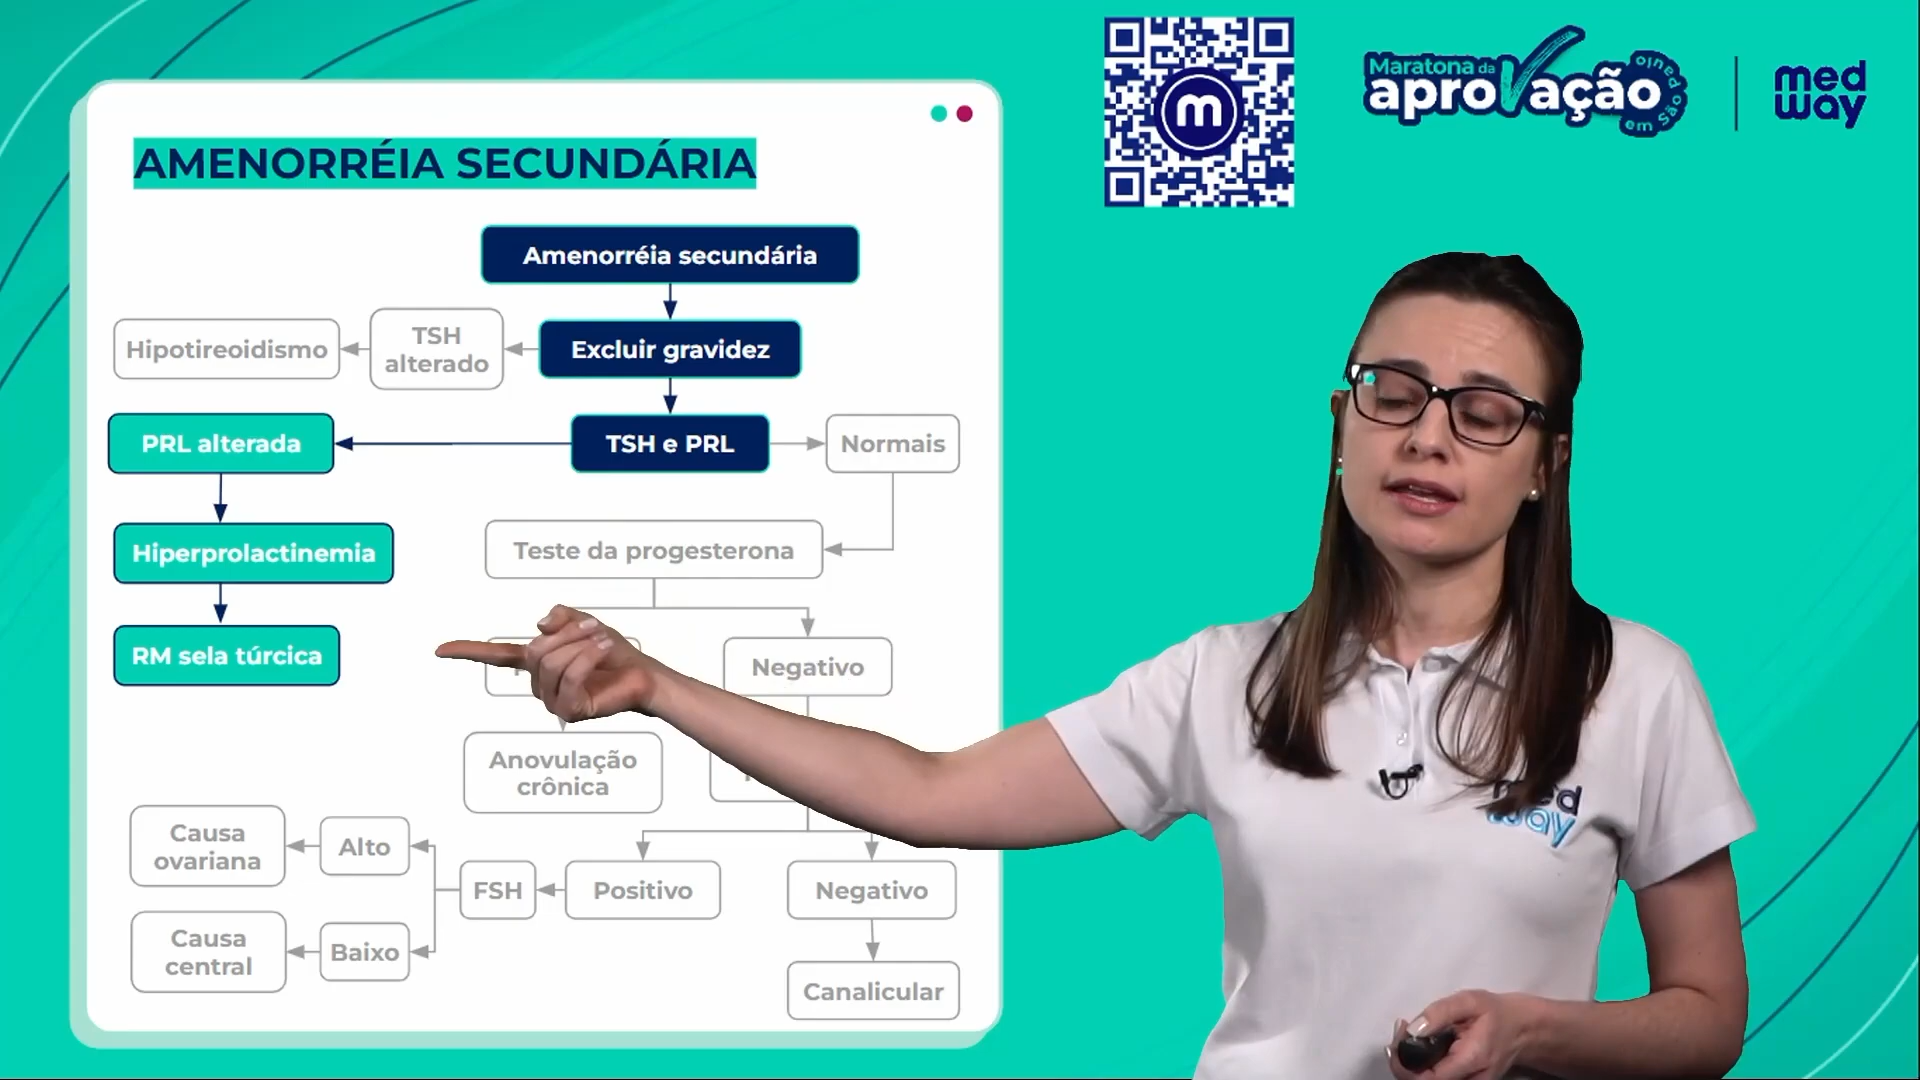 AMENORRÉIA SECUNDÁRIA
Amenorréia secundária
Hipotireoidismo
TSH
alterado
Excluir gravidez
PRL alterada
TSH e PRL
Normais
Hiperprolactinemia
Teste da progesterona
RM sela túrcica
Negativo
Anovulação
crônica
Causa
ovariana
Alto
FSH
Positivo
Negativo
Causa
central
Baixo
Canalicular
m
Maratona da
aprovação
em São Paulo
med
way
med
way